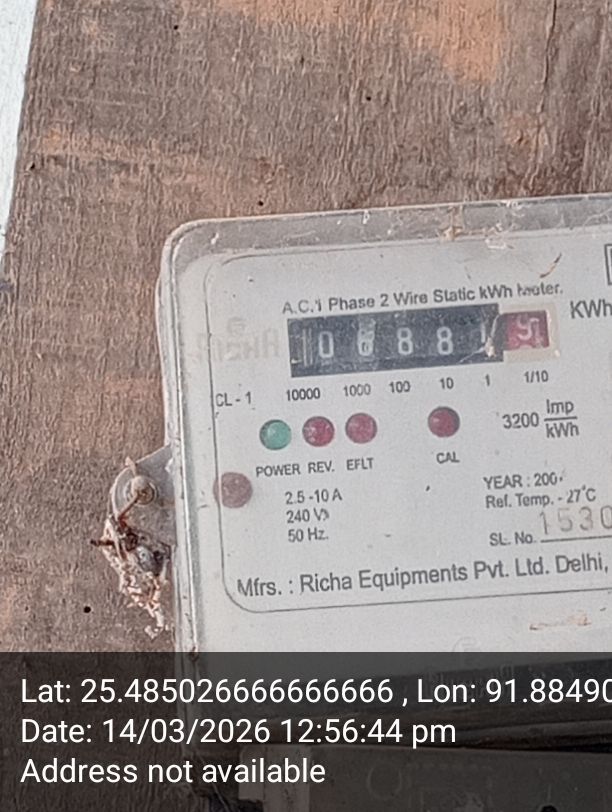 A.C. 1 Phase 2 Wire Static kWh Meter.
KWh
0 6 8 8 1
CL - 1 10000 1000 100 10 1 1/10
3200 Imp
kWh
POWER REV. EFLT CAL
2.5 -10 A
240 V
50 Hz.
YEAR : 200
Ref. Temp. - 27°C
SL. No. 1530
Mfrs. : Richa Equipments Pvt. Ltd. Delhi,
Lat: 25.485026666666666 , Lon: 91.88490
Date: 14/03/2026 12:56:44 pm
Address not available